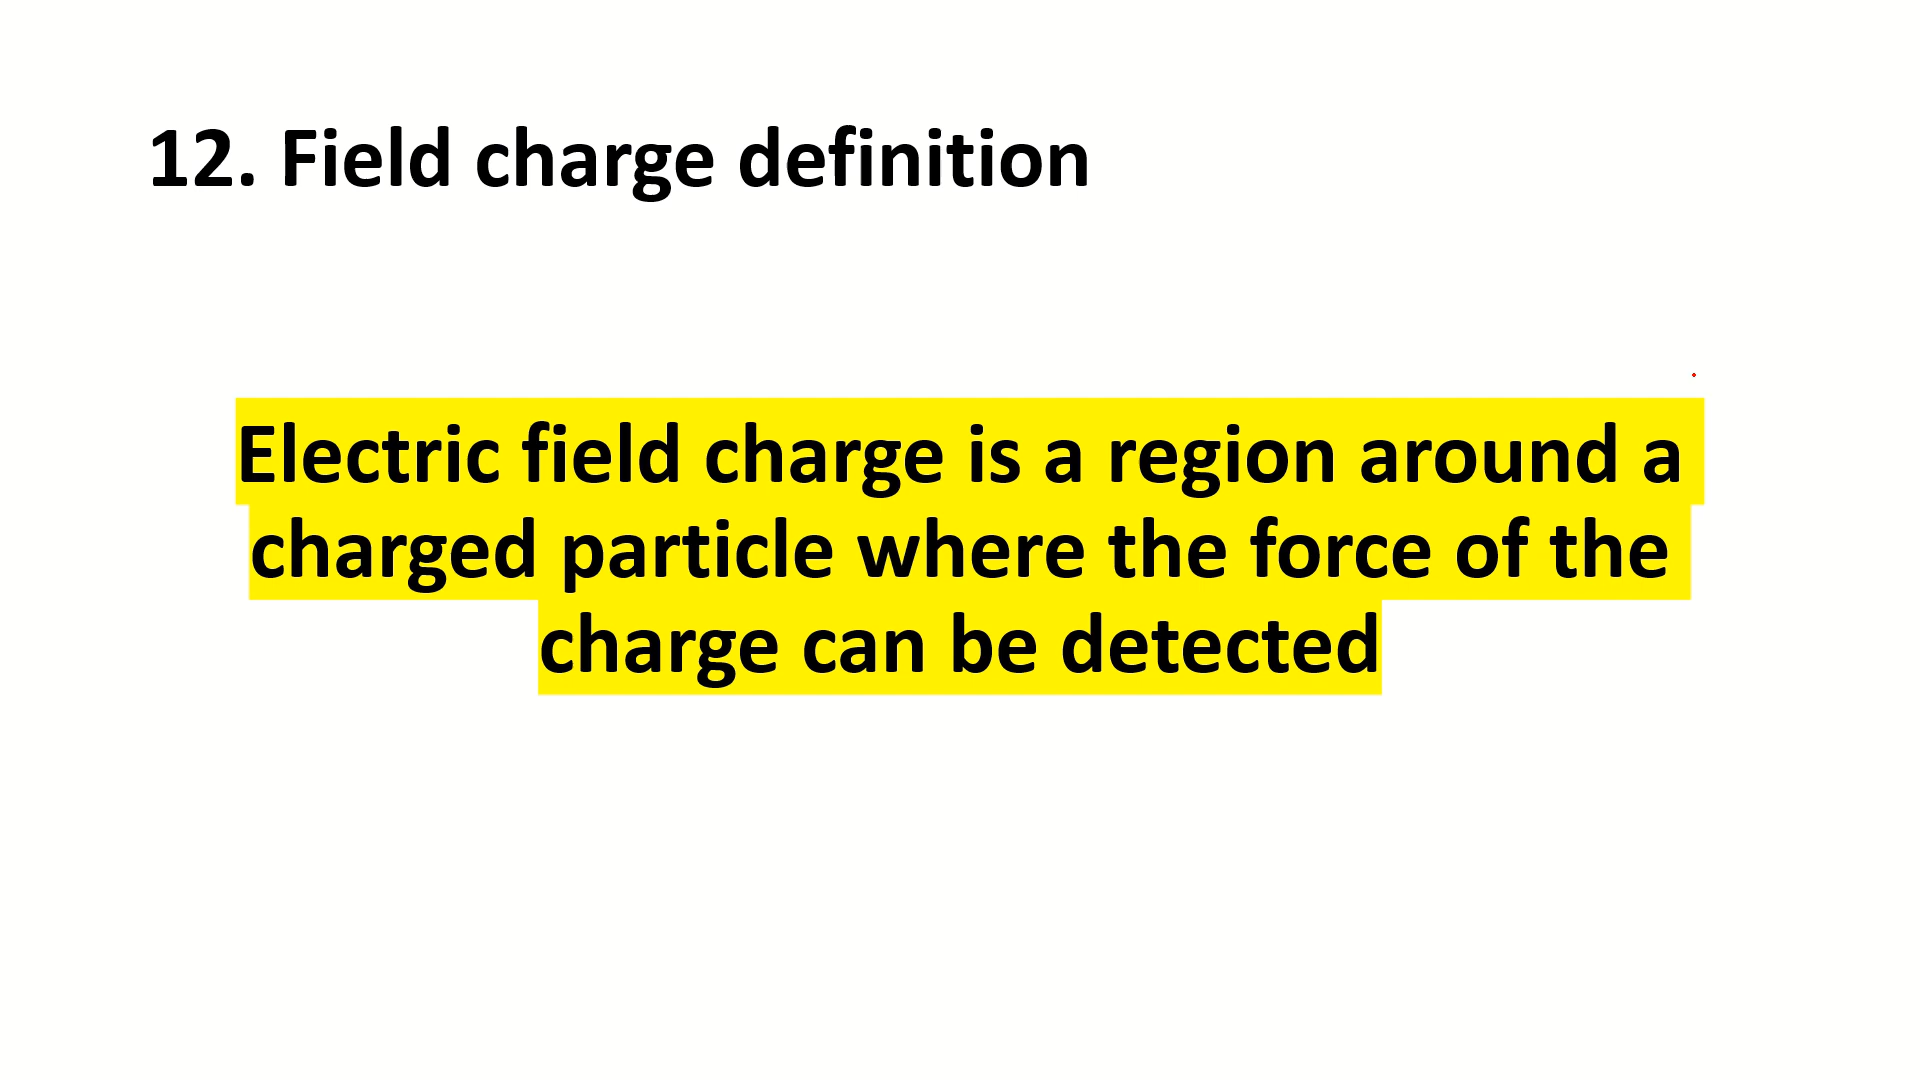 12. Field charge definition
Electric field charge is a region around a
charged particle where the force of the
charge can be detected